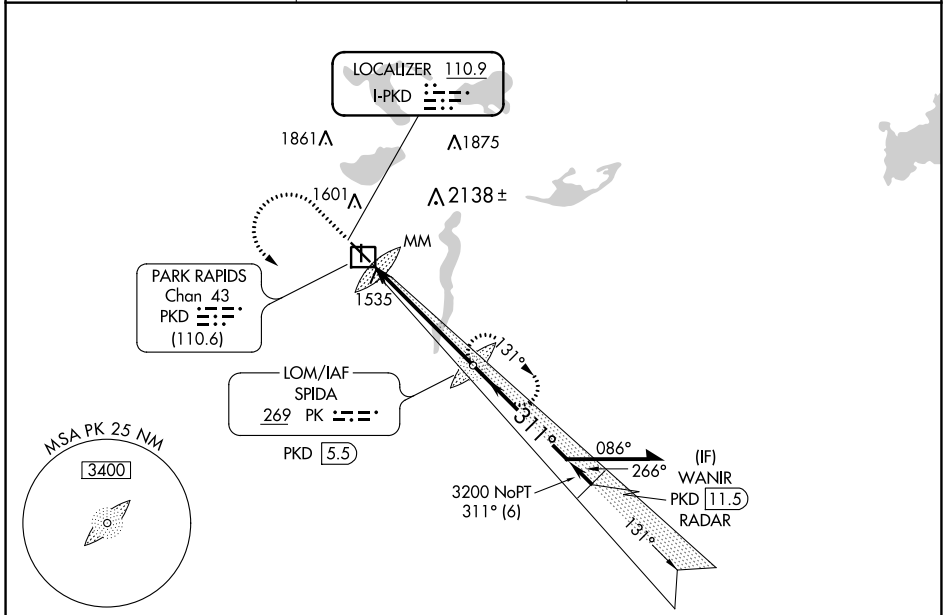 LOCALIZER 110.9
I-PKD
1861
1875
1601
2138 ±
MM
PARK RAPIDS
Chan 43
PKD
(110.6)
1535
LOM/IAF
SPIDA
269 PK
PKD 5.5
131°
311°
086°
266°
(IF)
WANIR
PKD 11.5
RADAR
3200 NoPT
311° (6)
131°
MSA PK 25 NM
3400